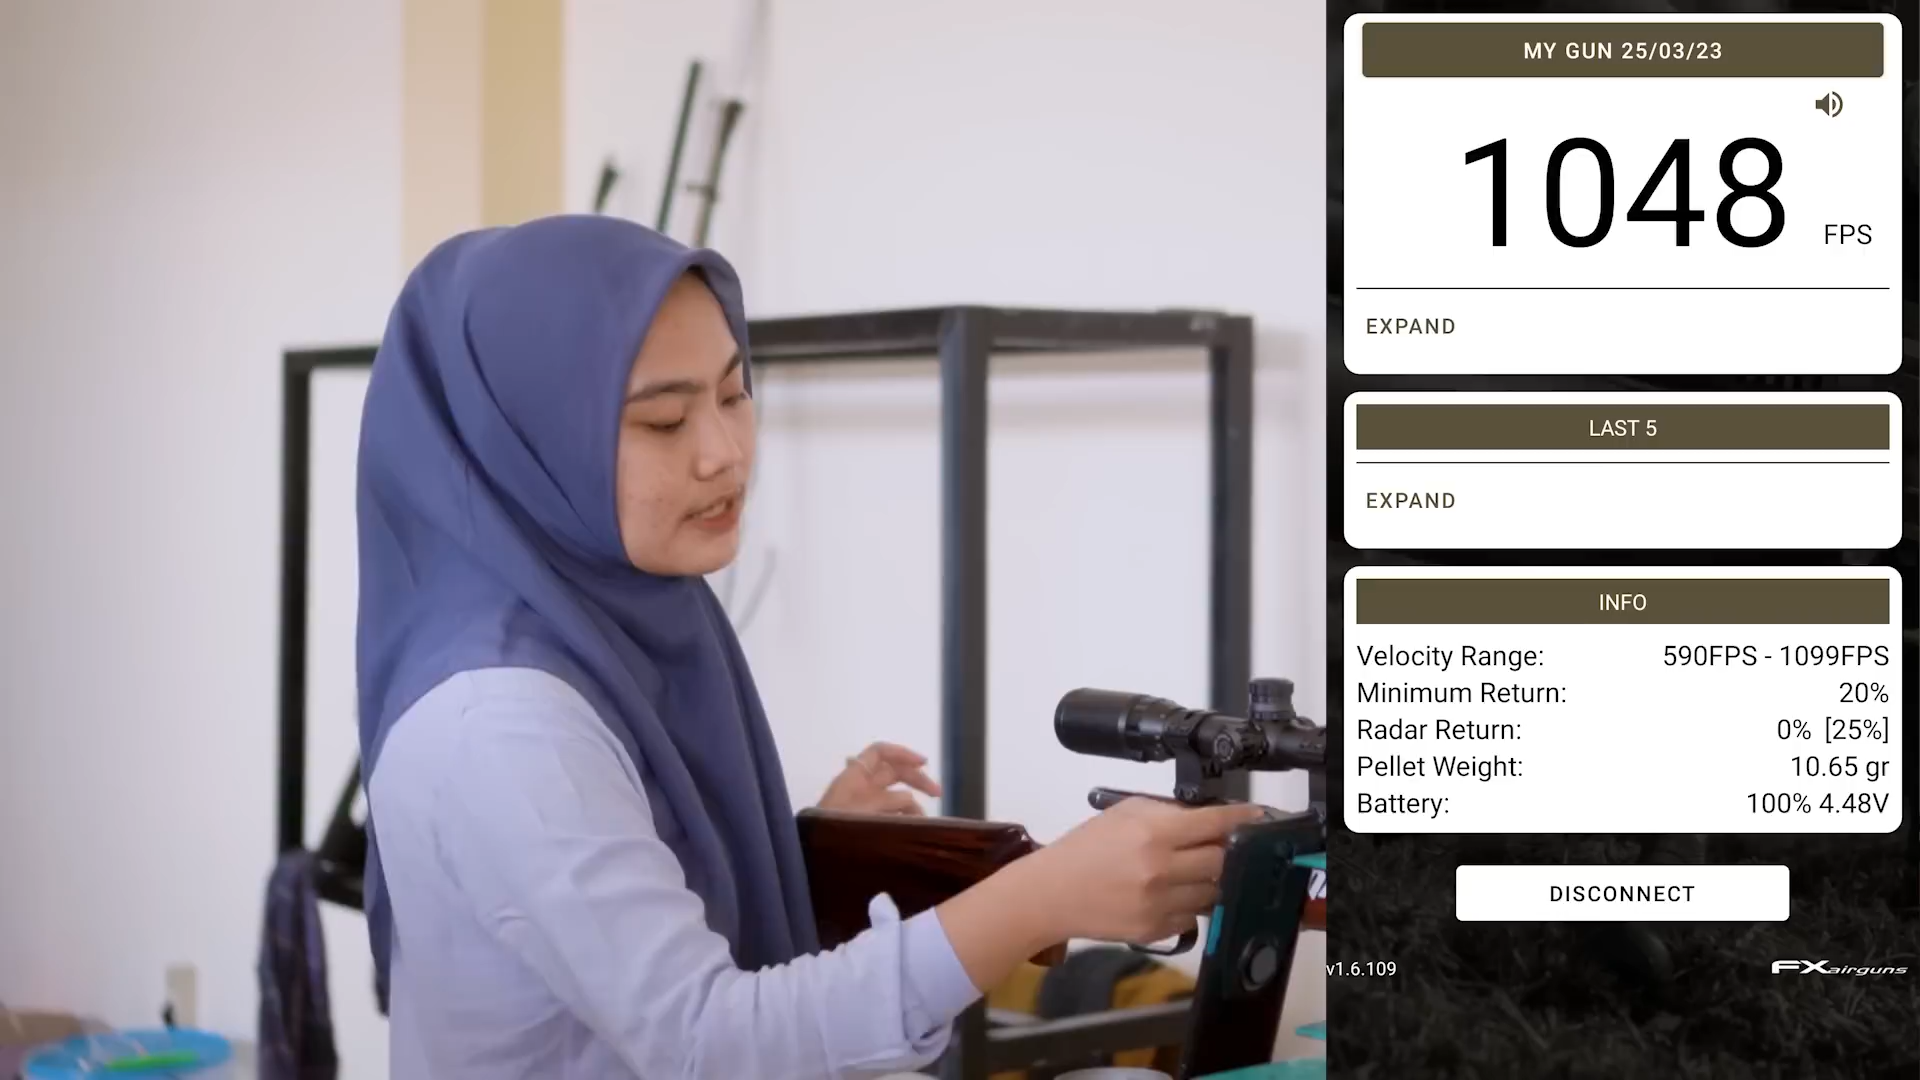 MY GUN 25/03/23
1048 FPS
EXPAND
LAST 5
EXPAND
INFO
Velocity Range: 590FPS - 1099FPS
Minimum Return: 20%
Radar Return: 0% [25%]
Pellet Weight: 10.65 gr
Battery: 100% 4.48V
DISCONNECT
v1.6.109
FXairguns